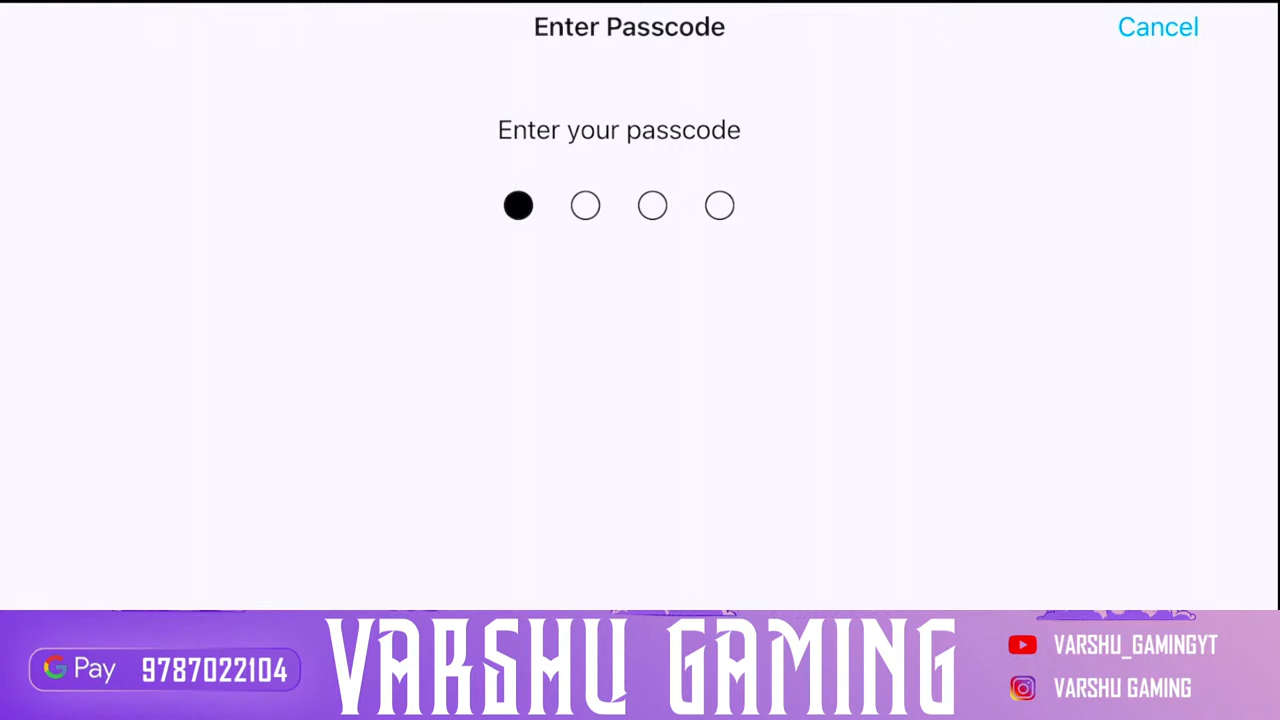 Enter Passcode
Cancel
Enter your passcode
G Pay 9787022104
VARSHU GAMING
VARSHU_GAMINGYT
VARSHU GAMING